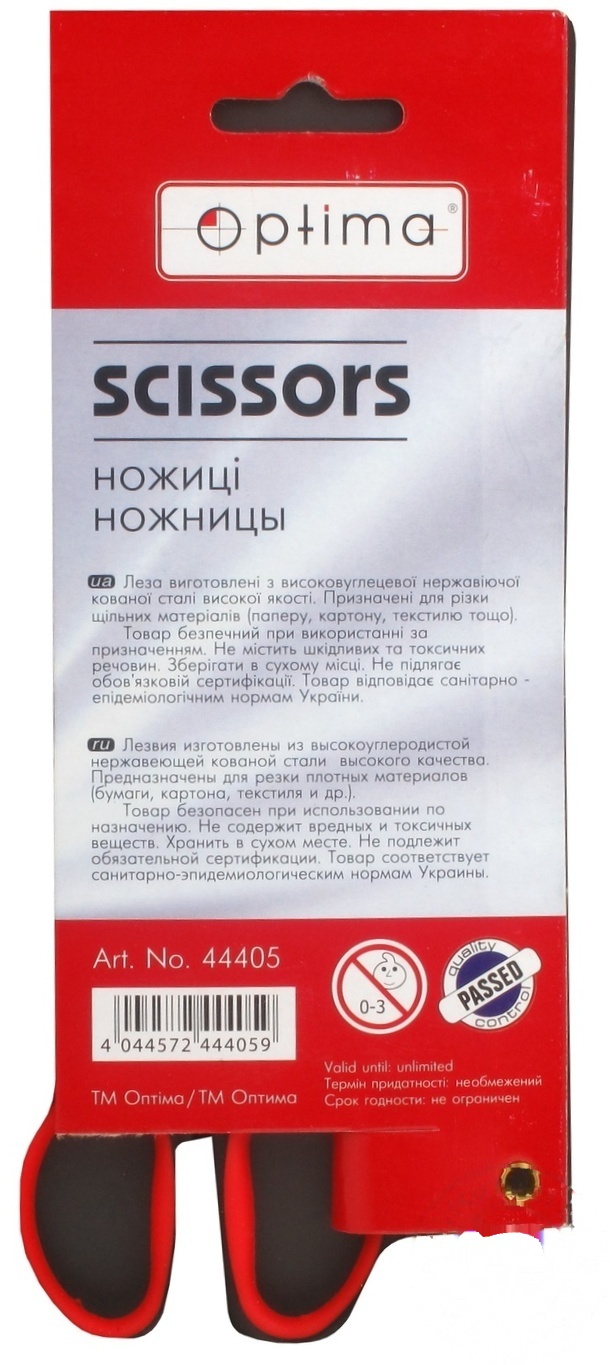 Optima®
scissors
ножиці
ножницы
ua Леза виготовлені з високовуглецевої нержавіючої
кованої сталі високої якості. Призначені для різки
щільних матеріалів (паперу, картону, текстилю тощо).
Товар безпечний при використанні за
призначенням. Не містить шкідливих та токсичних
речовин. Зберігати в сухому місці. Не підлягає
обов'язковій сертифікації. Товар відповідає санітарно -
епідеміологічним нормам України.
ru Лезвия изготовлены из высокоуглеродистой
нержавеющей кованой стали высокого качества.
Предназначены для резки плотных материалов
(бумаги, картона, текстиля и др.).
Товар безопасен при использовании по
назначению. Не содержит вредных и токсичных
веществ. Хранить в сухом месте. Не подлежит
обязательной сертификации. Товар соответствует
санитарно-эпидемиологическим нормам Украины.
Art. No. 44405
0-3
quality
PASSED
control
4 044572 444059
Valid until: unlimited
Термін придатності: необмежений
Срок годности: не ограничен
ТМ Оптіма/ТМ Оптима